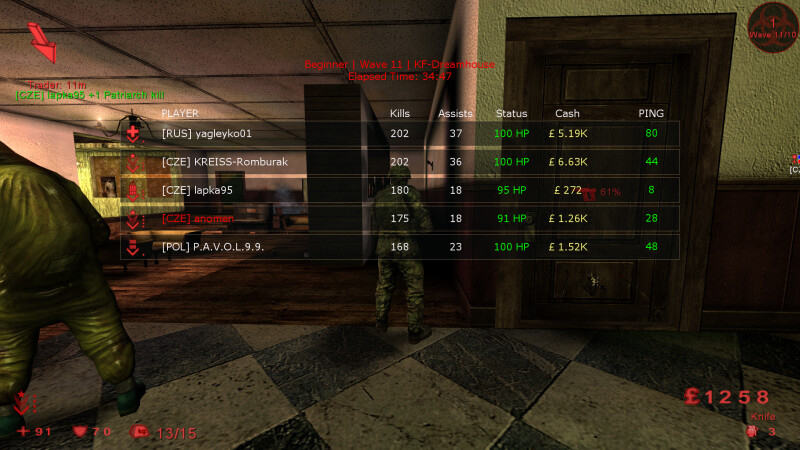 1
Wave 11/10
Beginner | Wave 11 | KF-Dreamhouse
Elapsed Time: 34:47
Trader: 11m
[CZE] lapka95 +1 Patriarch kill
PLAYER Kills Assists Status Cash PING
[RUS] yagleyko01 202 37 100 HP £ 5.19K 80
[CZE] KREISS-Romburak 202 36 100 HP £ 6.63K 44
[CZE] lapka95 180 18 95 HP £ 272 8
61%
[CZE] anomen 175 18 91 HP £ 1.26K 28
[POL] P.A.V.O.L.9.9. 168 23 100 HP £ 1.52K 48
£1258
Knife
+ 91 70 13/15 3